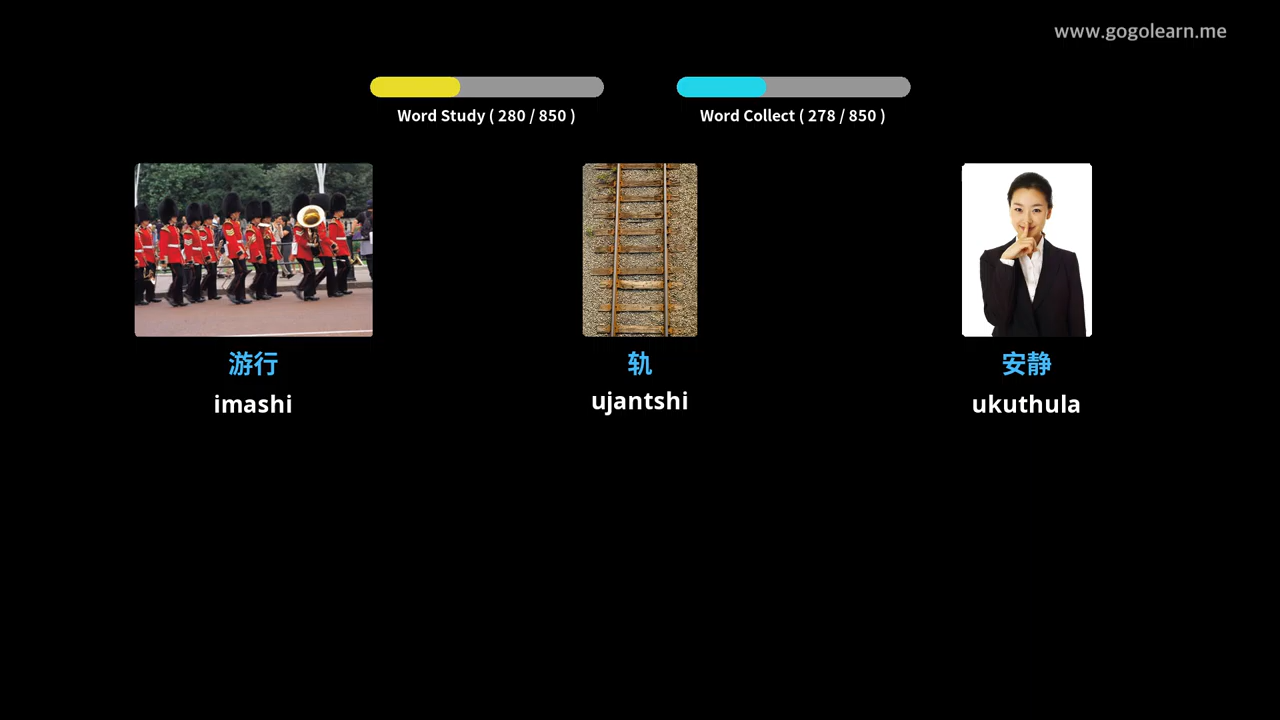 www.gogolearn.me
Word Study ( 280 / 850 )
Word Collect ( 278 / 850 )
游行
轨
安静
imashi
ujantshi
ukuthula